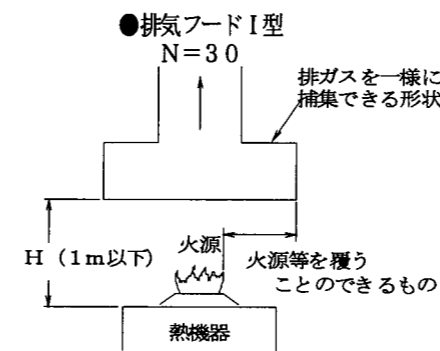 ●排気フードⅠ型
N=30
排ガスを一様に
捕集できる形状
H(1m以下)
火源
火源等を覆う
ことのできるもの
熱機器